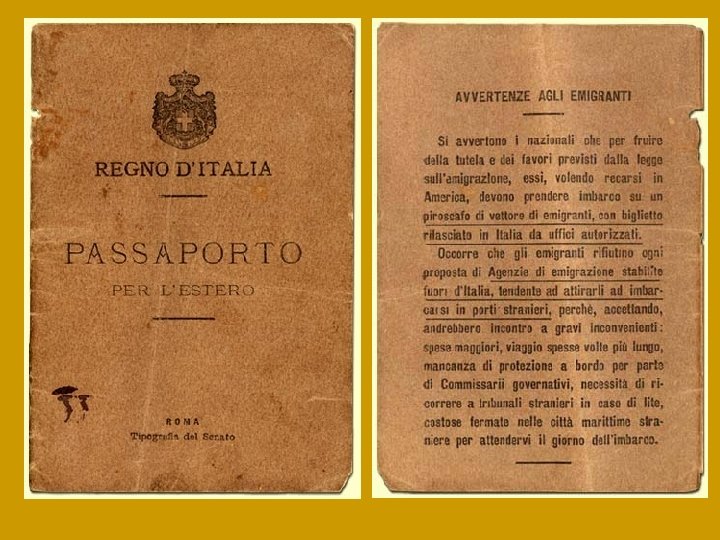 REGNO D'ITALIA
PASSAPORTO
PER L'ESTERO
ROMA
Tipografia del Senato
AVVERTENZE AGLI EMIGRANTI
Si avvertono i nazionali che per fruire
della tutela e dei favori previsti dalla legge
sull'emigrazione, essi, volendo recarsi in
America, devono prendere imbarco su un
piroscafo di vettore di emigranti, con biglietto
rilasciato in Italia da uffici autorizzati.
Occorre che gli emigranti rifiutino ogni
proposta di Agenzie di emigrazione stabilite
fuori d'Italia, tendente ad attirarli ad imbar-
carsi in porti stranieri, perchè, accettando,
andrebbero incontro a gravi inconvenienti:
spese maggiori, viaggio spesse volte più lungo,
mancanza di protezione a bordo per parte
di Commissarii governativi, necessità di ri-
correre a tribunali stranieri in caso di lite,
costose fermate nelle città marittime stra-
niere per attendervi il giorno dell'imbarco.